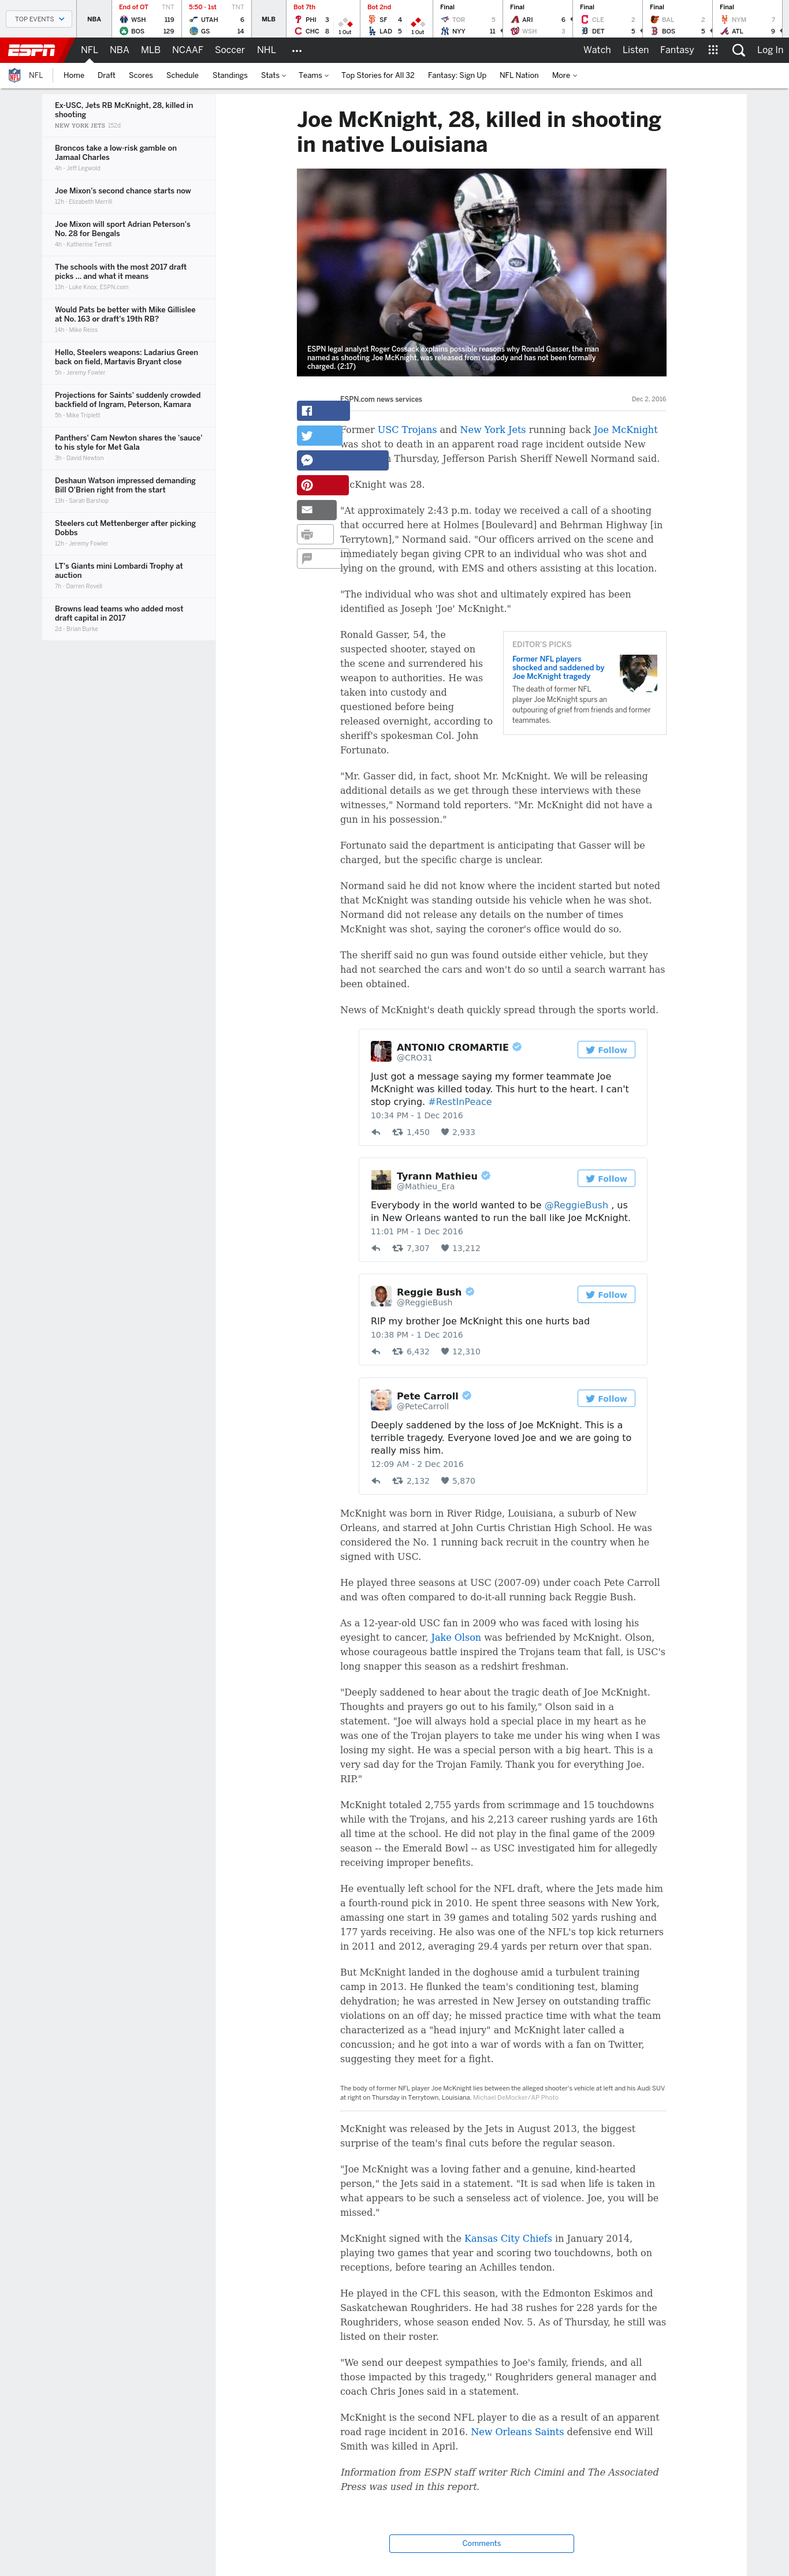 TOP EVENTS
NBA
End of OT TNT
WSH 119
BOS 129
5:50 - 1st TNT
UTAH 6
GS 14
MLB
Bot 7th
PHI 3
CHC 8
1 Out
Bot 2nd
SF 4
LAD 5
1 Out
Final
TOR 5
NYY 11
Final
ARI 6
WSH 3
Final
CLE 2
DET 5
Final
BAL 2
BOS 5
Final
NYM 7
ATL 9
ESPN
NFL NBA MLB NCAAF Soccer NHL ••• Watch Listen Fantasy Log In
NFL Home Draft Scores Schedule Standings Stats Teams Top Stories for All 32 Fantasy: Sign Up NFL Nation More
Ex-USC, Jets RB McKnight, 28, killed in
shooting
NEW YORK JETS 152d
Broncos take a low-risk gamble on
Jamaal Charles
4h - Jeff Legwold
Joe Mixon's second chance starts now
12h - Elizabeth Merrill
Joe Mixon will sport Adrian Peterson's
No. 28 for Bengals
4h - Katherine Terrell
The schools with the most 2017 draft
picks ... and what it means
13h - Luke Knox, ESPN.com
Would Pats be better with Mike Gillislee
at No. 163 or draft's 19th RB?
14h - Mike Reiss
Hello, Steelers weapons: Ladarius Green
back on field, Martavis Bryant close
5h - Jeremy Fowler
Projections for Saints' suddenly crowded
backfield of Ingram, Peterson, Kamara
5h - Mike Triplett
Panthers' Cam Newton shares the 'sauce'
to his style for Met Gala
3h - David Newton
Deshaun Watson impressed demanding
Bill O'Brien right from the start
13h - Sarah Barshop
Steelers cut Mettenberger after picking
Dobbs
12h - Jeremy Fowler
LT's Giants mini Lombardi Trophy at
auction
7h - Darren Rovell
Browns lead teams who added most
draft capital in 2017
2d - Brian Burke
Joe McKnight, 28, killed in shooting
in native Louisiana
ESPN legal analyst Roger Cossack explains possible reasons why Ronald Gasser, the man
named as shooting Joe McKnight, was released from custody and has not been formally
charged. (2:17)
ESPN.com news services Dec 2, 2016
Former USC Trojans and New York Jets running back Joe McKnight
was shot to death in an apparent road rage incident outside New
Thursday, Jefferson Parish Sheriff Newell Normand said.
McKnight was 28.
"At approximately 2:43 p.m. today we received a call of a shooting
that occurred here at Holmes [Boulevard] and Behrman Highway [in
Terrytown]," Normand said. "Our officers arrived on the scene and
immediately began giving CPR to an individual who was shot and
lying on the ground, with EMS and others assisting at this location.
"The individual who was shot and ultimately expired has been
identified as Joseph 'Joe' McKnight."
Ronald Gasser, 54, the
suspected shooter, stayed on
the scene and surrendered his
weapon to authorities. He was
taken into custody and
questioned before being
released overnight, according to
sheriff's spokesman Col. John
Fortunato.
EDITOR'S PICKS
Former NFL players
shocked and saddened by
Joe McKnight tragedy
The death of former NFL
player Joe McKnight spurs an
outpouring of grief from friends and former
teammates.
"Mr. Gasser did, in fact, shoot Mr. McKnight. We will be releasing
additional details as we get through these interviews with these
witnesses," Normand told reporters. "Mr. McKnight did not have a
gun in his possession."
Fortunato said the department is anticipating that Gasser will be
charged, but the specific charge is unclear.
Normand said he did not know where the incident started but noted
that McKnight was standing outside his vehicle when he was shot.
Normand did not release any details on the number of times
McKnight was shot, saying the coroner's office would do so.
The sheriff said no gun was found outside either vehicle, but they
had not searched the cars and won't do so until a search warrant has
been obtained.
News of McKnight's death quickly spread through the sports world.
ANTONIO CROMARTIE
@CRO31
Follow
Just got a message saying my former teammate Joe
McKnight was killed today. This hurt to the heart. I can't
stop crying. #RestInPeace
10:34 PM - 1 Dec 2016
1,450 2,933
Tyrann Mathieu
@Mathieu_Era
Follow
Everybody in the world wanted to be @ReggieBush , us
in New Orleans wanted to run the ball like Joe McKnight.
11:01 PM - 1 Dec 2016
7,307 13,212
Reggie Bush
@ReggieBush
Follow
RIP my brother Joe McKnight this one hurts bad
10:38 PM - 1 Dec 2016
6,432 12,310
Pete Carroll
@PeteCarroll
Follow
Deeply saddened by the loss of Joe McKnight. This is a
terrible tragedy. Everyone loved Joe and we are going to
really miss him.
12:09 AM - 2 Dec 2016
2,132 5,870
McKnight was born in River Ridge, Louisiana, a suburb of New
Orleans, and starred at John Curtis Christian High School. He was
considered the No. 1 running back recruit in the country when he
signed with USC.
He played three seasons at USC (2007-09) under coach Pete Carroll
and was often compared to do-it-all running back Reggie Bush.
As a 12-year-old USC fan in 2009 who was faced with losing his
eyesight to cancer, Jake Olson was befriended by McKnight. Olson,
whose courageous battle inspired the Trojans team that fall, is USC's
long snapper this season as a redshirt freshman.
"Deeply saddened to hear about the tragic death of Joe McKnight.
Thoughts and prayers go out to his family," Olson said in a
statement. "Joe will always hold a special place in my heart as he
was one of the Trojan players to take me under his wing when I was
losing my sight. He was a special person with a big heart. This is a
very sad day for the Trojan Family. Thank you for everything Joe.
RIP."
McKnight totaled 2,755 yards from scrimmage and 15 touchdowns
while with the Trojans, and his 2,213 career rushing yards are 16th
all time at the school. He did not play in the final game of the 2009
season -- the Emerald Bowl -- as USC investigated him for allegedly
receiving improper benefits.
He eventually left school for the NFL draft, where the Jets made him
a fourth-round pick in 2010. He spent three seasons with New York,
amassing one start in 39 games and totaling 502 yards rushing and
177 yards receiving. He also was one of the NFL's top kick returners
in 2011 and 2012, averaging 29.4 yards per return over that span.
But McKnight landed in the doghouse amid a turbulent training
camp in 2013. He flunked the team's conditioning test, blaming
dehydration; he was arrested in New Jersey on outstanding traffic
violations on an off day; he missed practice time with what the team
characterized as a "head injury" and McKnight later called a
concussion; and he got into a war of words with a fan on Twitter,
suggesting they meet for a fight.
The body of former NFL player Joe McKnight lies between the alleged shooter's vehicle at left and his Audi SUV
at right on Thursday in Terrytown, Louisiana. Michael DeMocker/AP Photo
McKnight was released by the Jets in August 2013, the biggest
surprise of the team's final cuts before the regular season.
"Joe McKnight was a loving father and a genuine, kind-hearted
person," the Jets said in a statement. "It is sad when life is taken in
what appears to be such a senseless act of violence. Joe, you will be
missed."
McKnight signed with the Kansas City Chiefs in January 2014,
playing two games that year and scoring two touchdowns, both on
receptions, before tearing an Achilles tendon.
He played in the CFL this season, with the Edmonton Eskimos and
Saskatchewan Roughriders. He had 38 rushes for 228 yards for the
Roughriders, whose season ended Nov. 5. As of Thursday, he still was
listed on their roster.
"We send our deepest sympathies to Joe's family, friends, and all
those impacted by this tragedy,'' Roughriders general manager and
coach Chris Jones said in a statement.
McKnight is the second NFL player to die as a result of an apparent
road rage incident in 2016. New Orleans Saints defensive end Will
Smith was killed in April.
Information from ESPN staff writer Rich Cimini and The Associated
Press was used in this report.
Comments